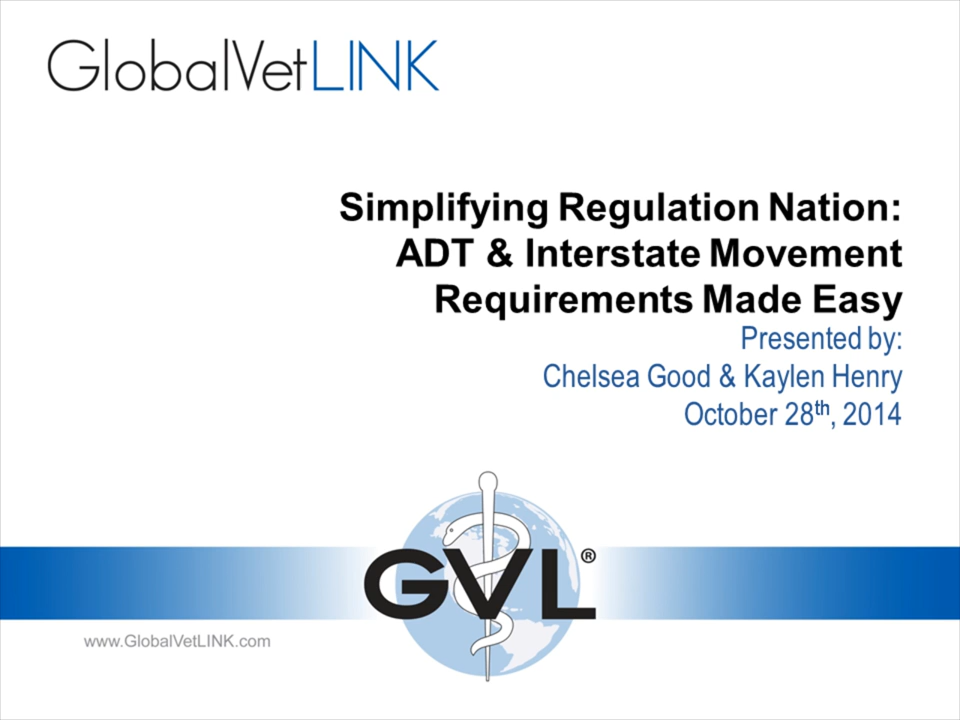 GlobalVetLINK
Simplifying Regulation Nation:
ADT & Interstate Movement
Requirements Made Easy
Presented by:
Chelsea Good & Kaylen Henry
October 28th, 2014
GVL®
www.GlobalVetLINK.com